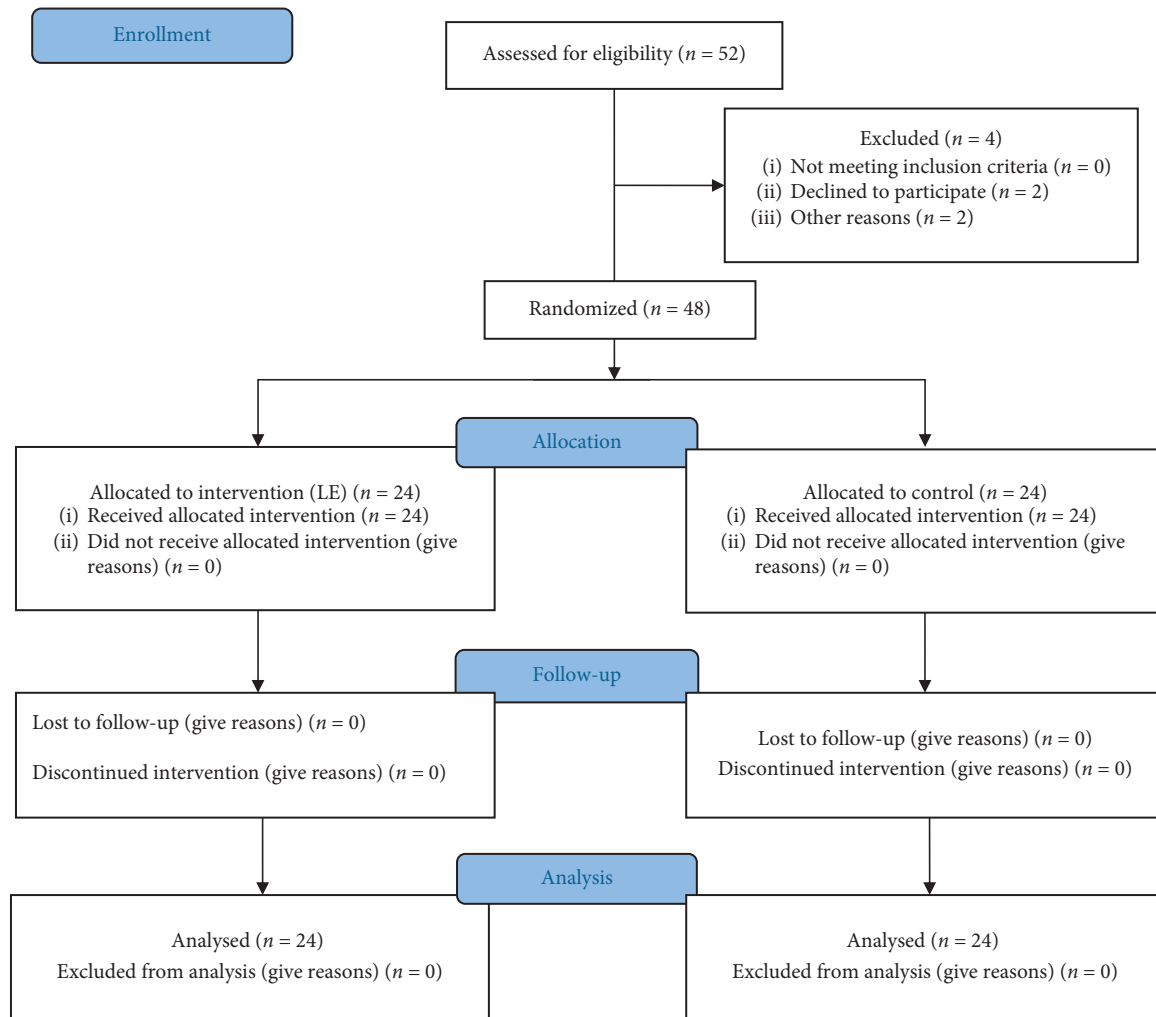 Enrollment
Assessed for eligibility (n = 52)
Excluded (n = 4)
(i) Not meeting inclusion criteria (n = 0)
(ii) Declined to participate (n = 2)
(iii) Other reasons (n = 2)
Randomized (n = 48)
Allocation
Allocated to intervention (LE) (n = 24)
(i) Received allocated intervention (n = 24)
(ii) Did not receive allocated intervention (give
reasons) (n = 0)
Allocated to control (n = 24)
(i) Received allocated intervention (n = 24)
(ii) Did not receive allocated intervention (give
reasons) (n = 0)
Follow-up
Lost to follow-up (give reasons) (n = 0)
Discontinued intervention (give reasons) (n = 0)
Lost to follow-up (give reasons) (n = 0)
Discontinued intervention (give reasons) (n = 0)
Analysis
Analysed (n = 24)
Excluded from analysis (give reasons) (n = 0)
Analysed (n = 24)
Excluded from analysis (give reasons) (n = 0)